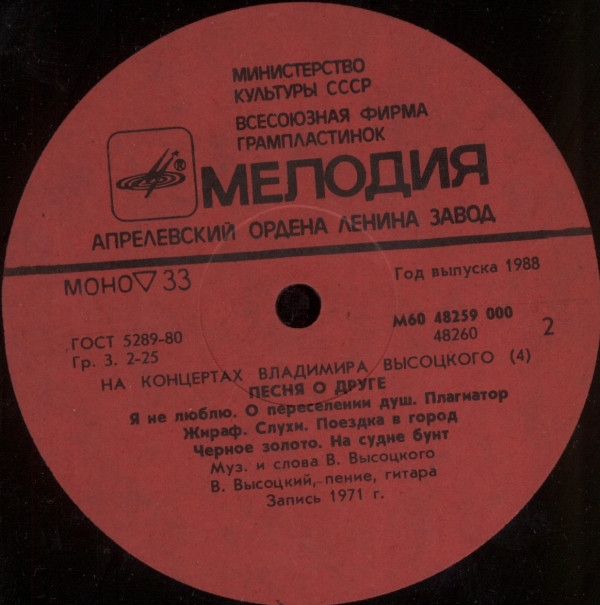 МИНИСТЕРСТВО
КУЛЬТУРЫ СССР
ВСЕСОЮЗНАЯ ФИРМА
ГРАМПЛАСТИНОК
®
МЕЛОДИЯ
АПРЕЛЕВСКИЙ ОРДЕНА ЛЕНИНА ЗАВОД
МОНО▽33
Год выпуска 1988
ГОСТ 5289-80
Гр. 3. 2-25
М60 48259 000
48260
2
НА КОНЦЕРТАХ ВЛАДИМИРА ВЫСОЦКОГО (4)
ПЕСНЯ О ДРУГЕ
Я не люблю. О переселении душ. Плагиатор
Жираф. Слухи. Поездка в город
Черное золото. На судне бунт
Муз. и слова В. Высоцкого
В. Высоцкий, пение, гитара
Запись 1971 г.